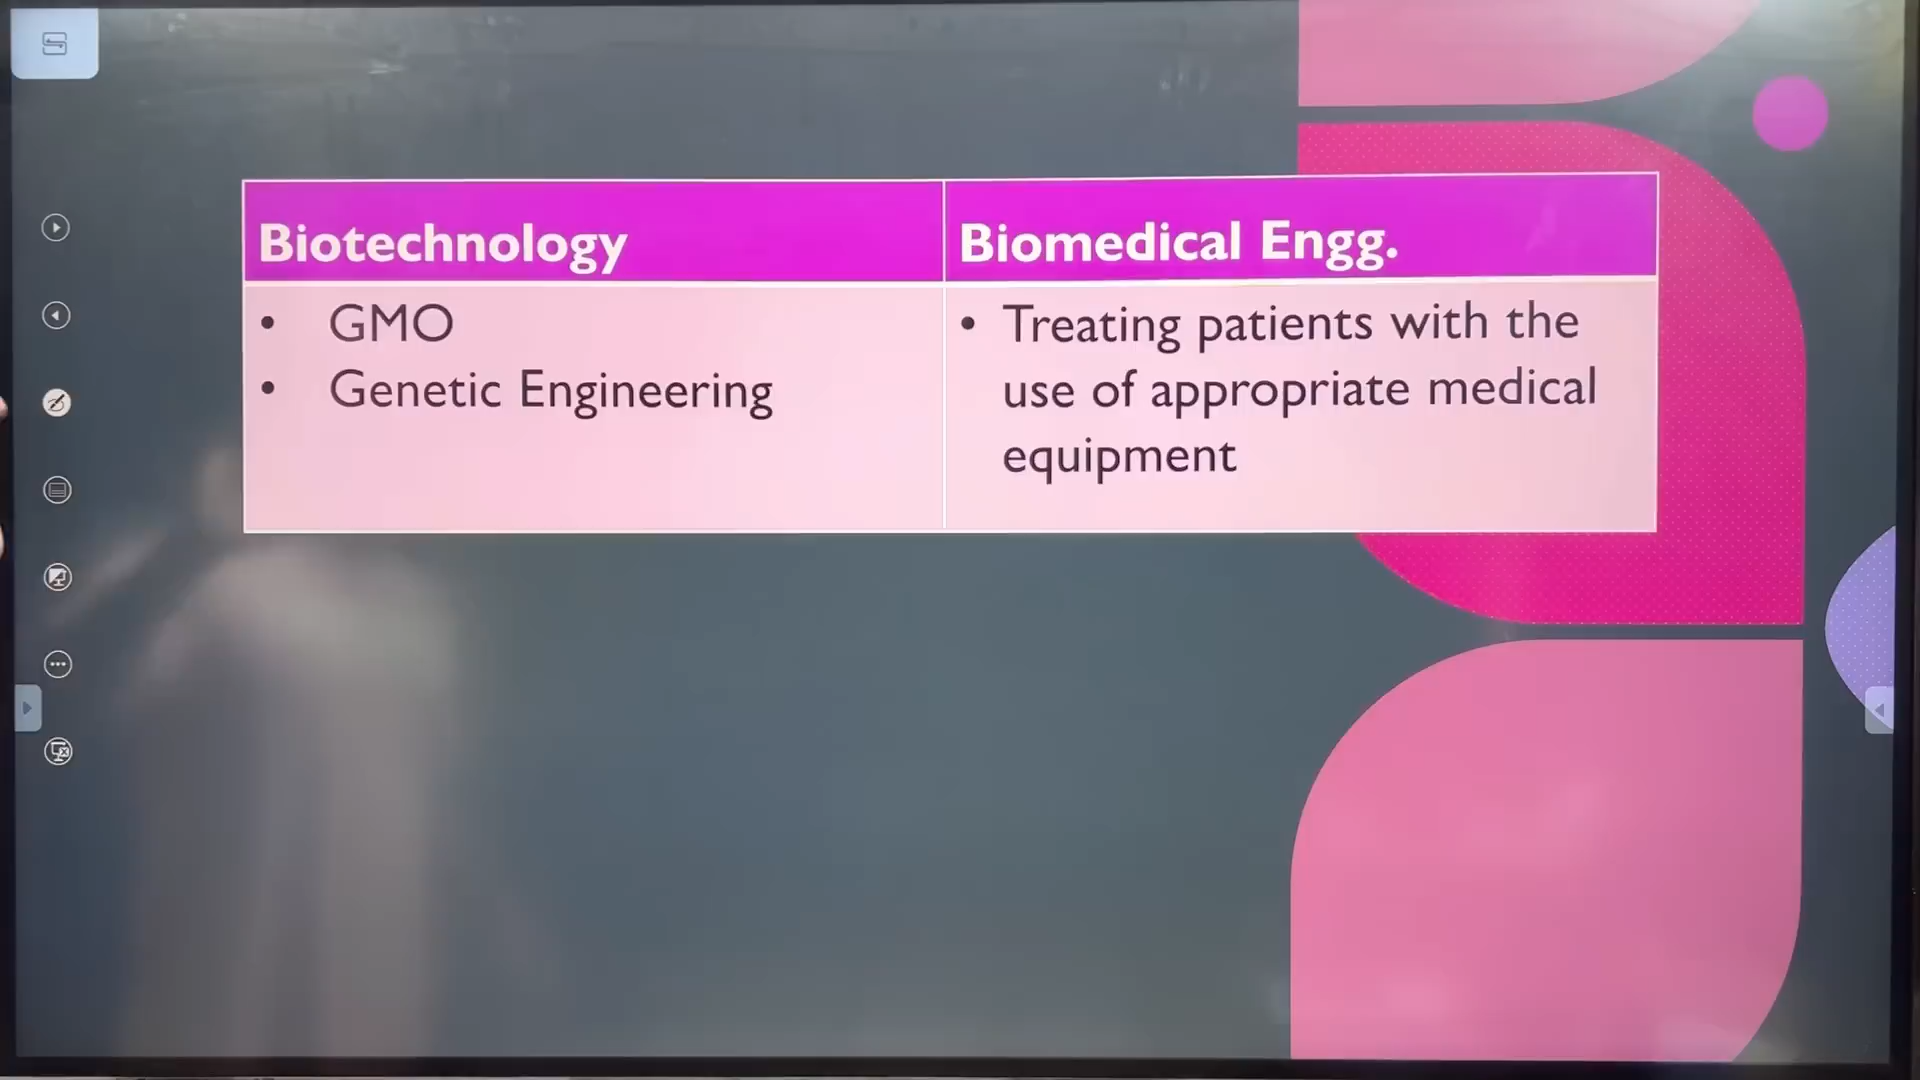 Biotechnology
Biomedical Engg.
• GMO
• Genetic Engineering
• Treating patients with the
use of appropriate medical
equipment